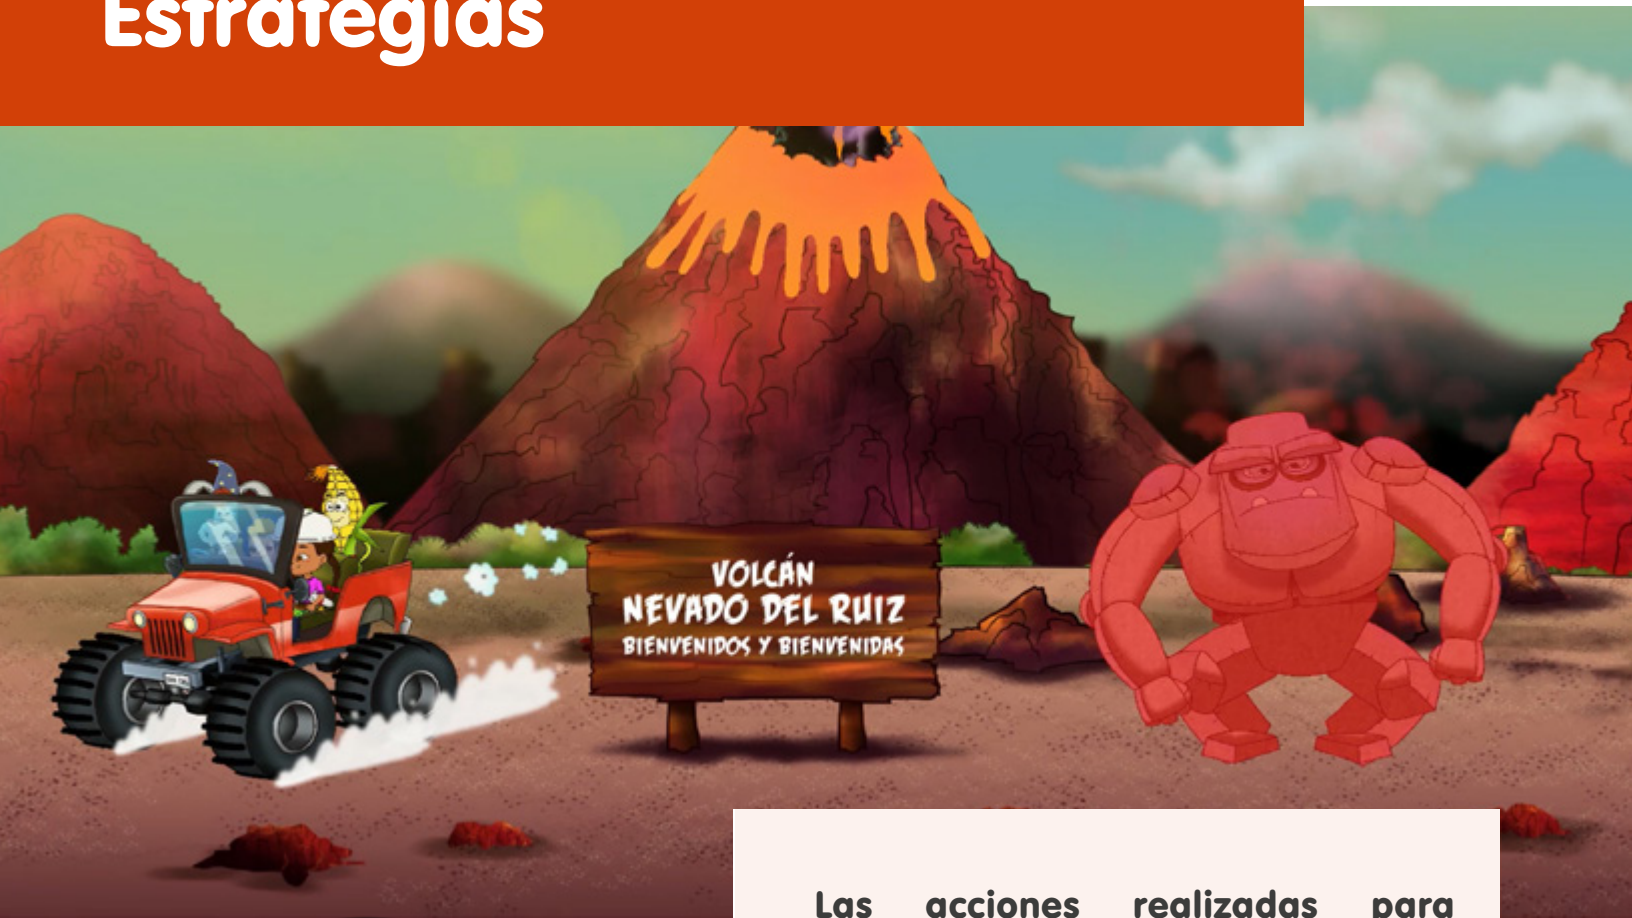 Estrategias
VOLCÁN
NEVADO DEL RUIZ
BIENVENIDOS Y BIENVENIDAS
Las acciones realizadas para